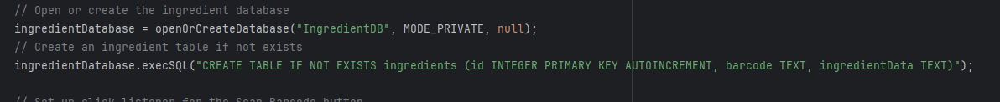 // Open or create the ingredient database
ingredientDatabase = openOrCreateDatabase("IngredientDB", MODE_PRIVATE, null);
// Create an ingredient table if not exists
ingredientDatabase.execSQL("CREATE TABLE IF NOT EXISTS ingredients (id INTEGER PRIMARY KEY AUTOINCREMENT, barcode TEXT, ingredientData TEXT)");
// Set up click listener for the Scan Barcode button